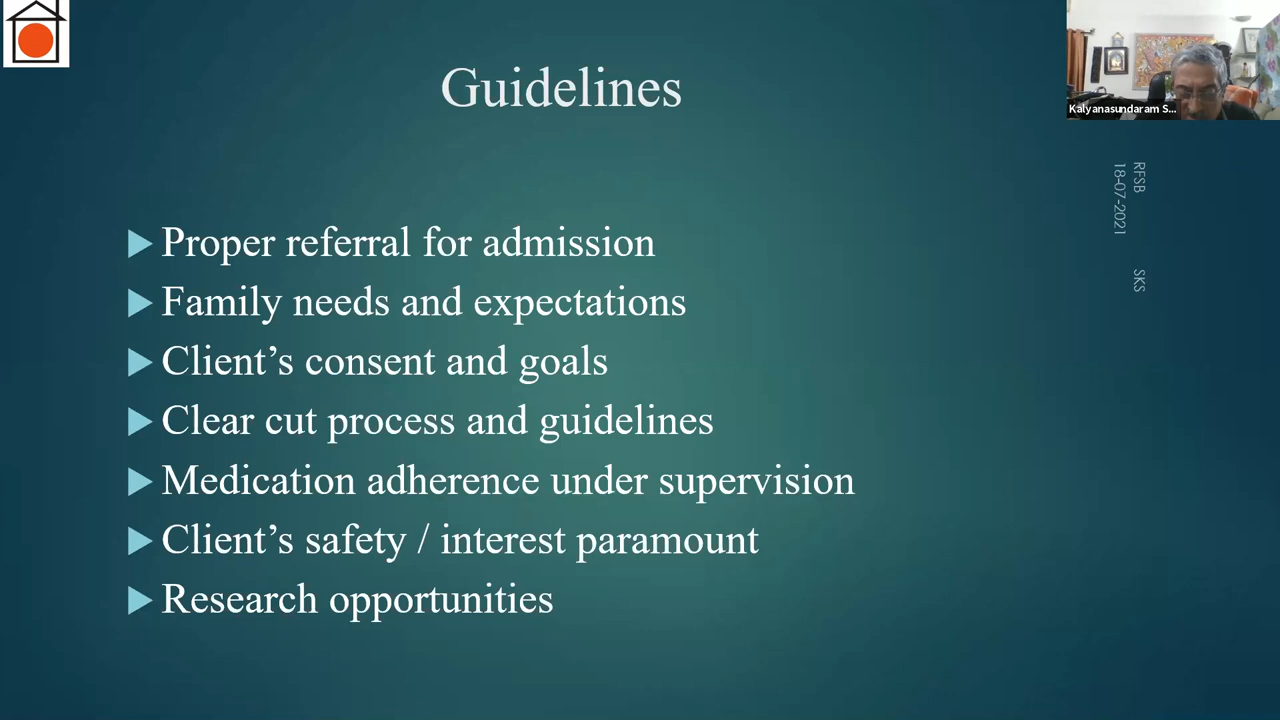 Guidelines
Kalyanasundaram S...
RFSB
18-07-2021
SKS
Proper referral for admission
Family needs and expectations
Client’s consent and goals
Clear cut process and guidelines
Medication adherence under supervision
Client’s safety / interest paramount
Research opportunities